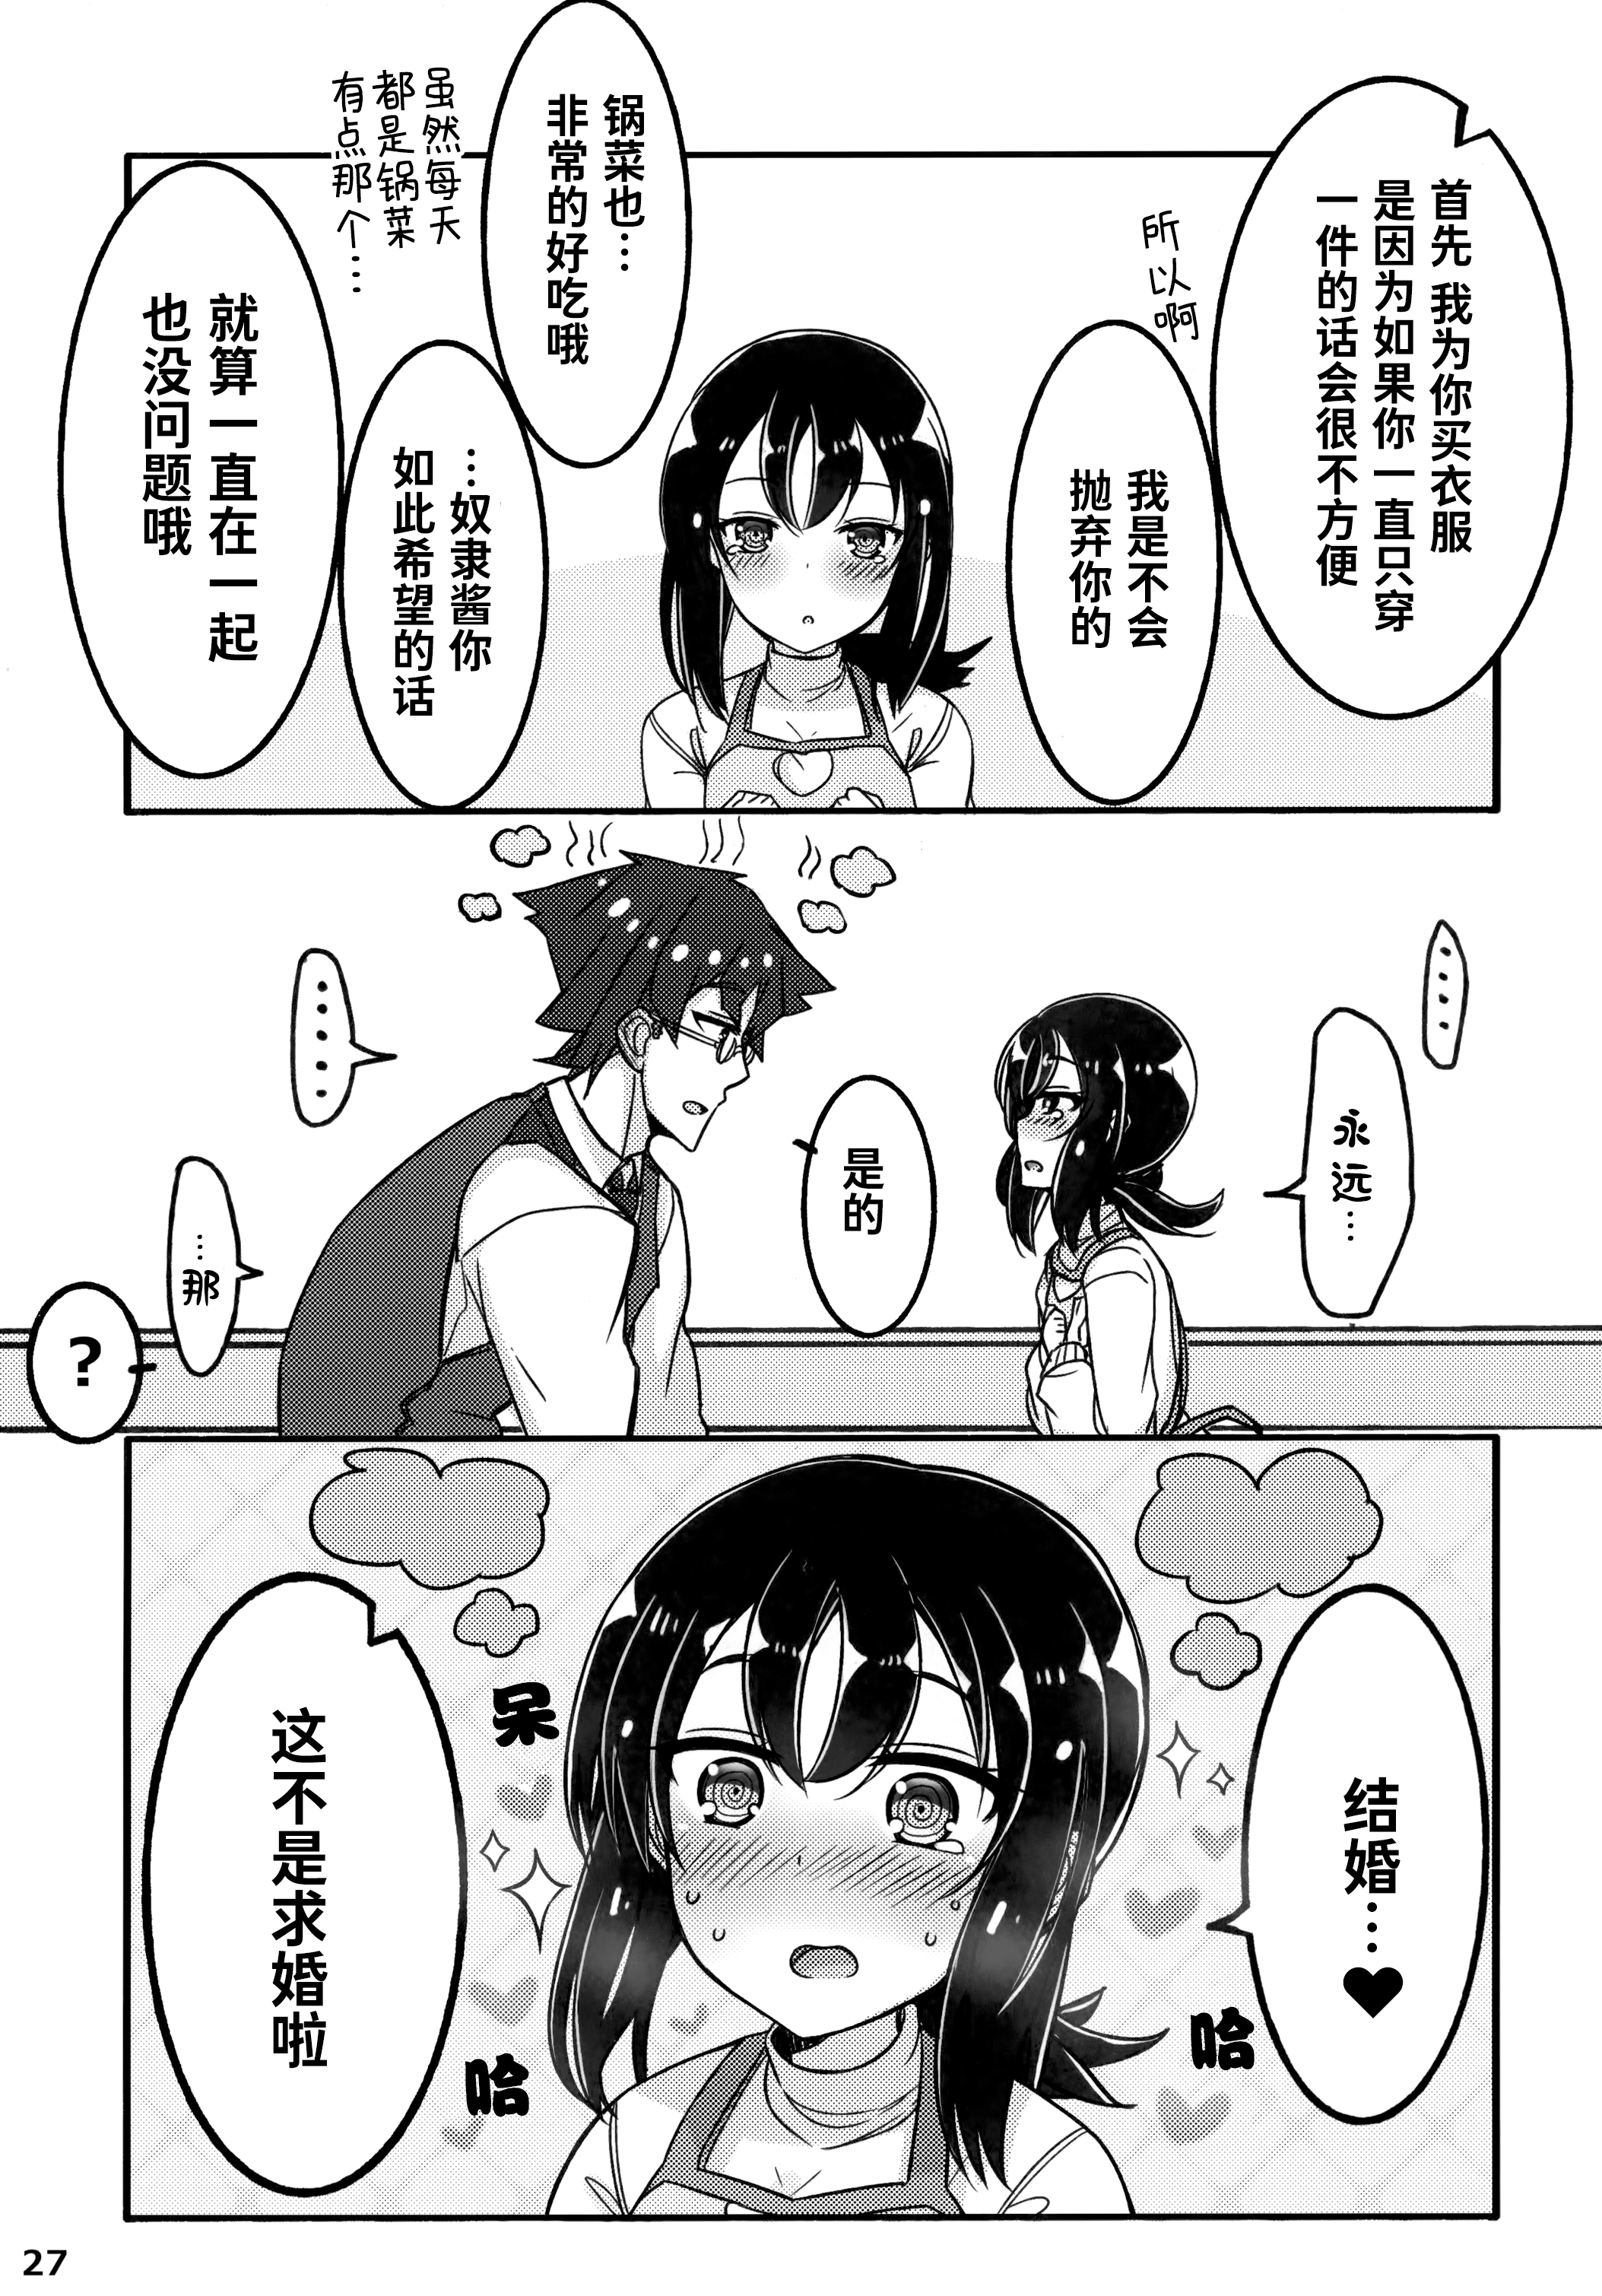 首先 我为你买衣服
是因为如果你一直只穿
一件的话会很不方便
所以啊
我是不会
抛弃你的
锅菜也…
非常的好吃哦
虽然每天
都是锅菜
有点那个……
…奴隶酱你
如此希望的话
就算一直在一起
也没问题哦
……
永远…
是的
……
…那
?
结婚…♥
哈
呆
哈
这不是求婚啦
27